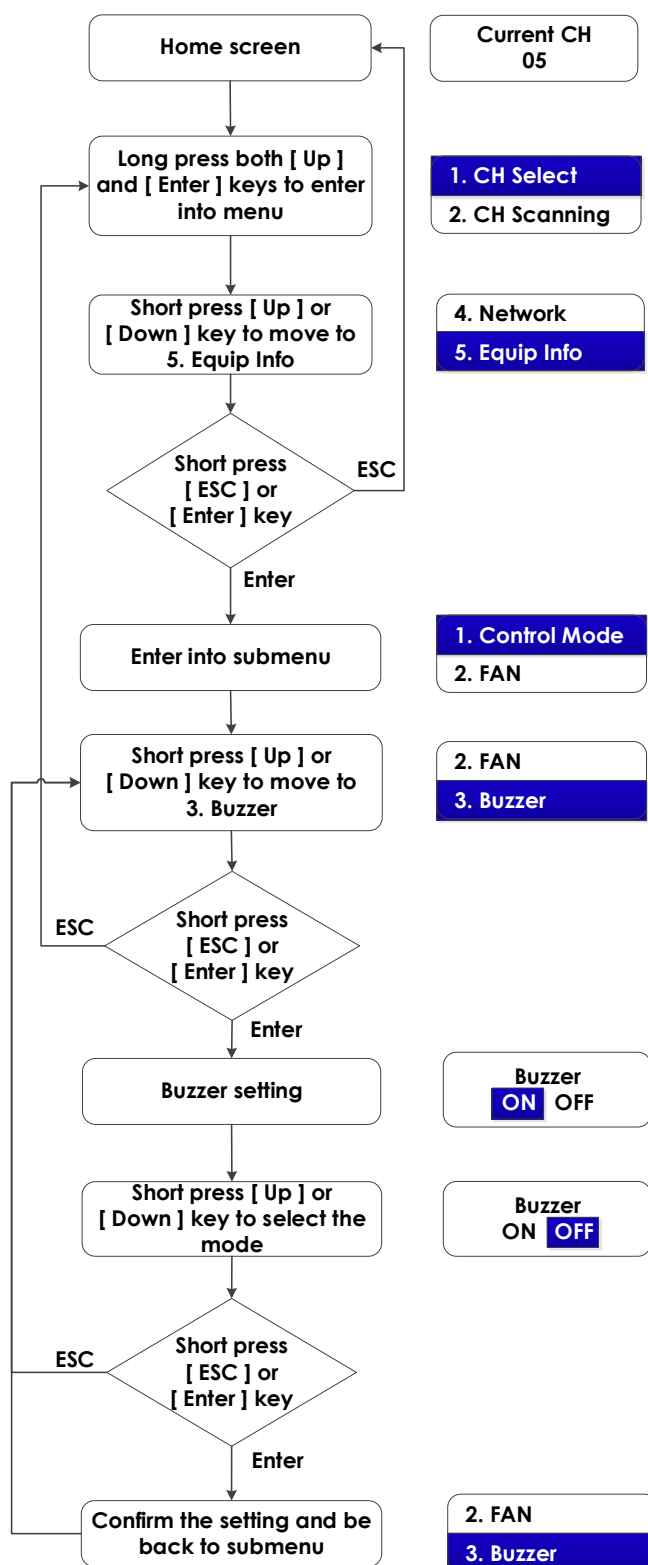 Home screen
Current CH
05
Long press both [ Up ]
and [ Enter ] keys to enter
into menu
1. CH Select
2. CH Scanning
Short press [ Up ] or
[ Down ] key to move to
5. Equip Info
4. Network
5. Equip Info
Short press
[ ESC ] or
[ Enter ] key
ESC
Enter
Enter into submenu
1. Control Mode
2. FAN
Short press [ Up ] or
[ Down ] key to move to
3. Buzzer
2. FAN
3. Buzzer
ESC
Short press
[ ESC ] or
[ Enter ] key
Enter
Buzzer setting
Buzzer
ON OFF
Short press [ Up ] or
[ Down ] key to select the
mode
Buzzer
ON OFF
ESC
Short press
[ ESC ] or
[ Enter ] key
Enter
Confirm the setting and be
back to submenu
2. FAN
3. Buzzer